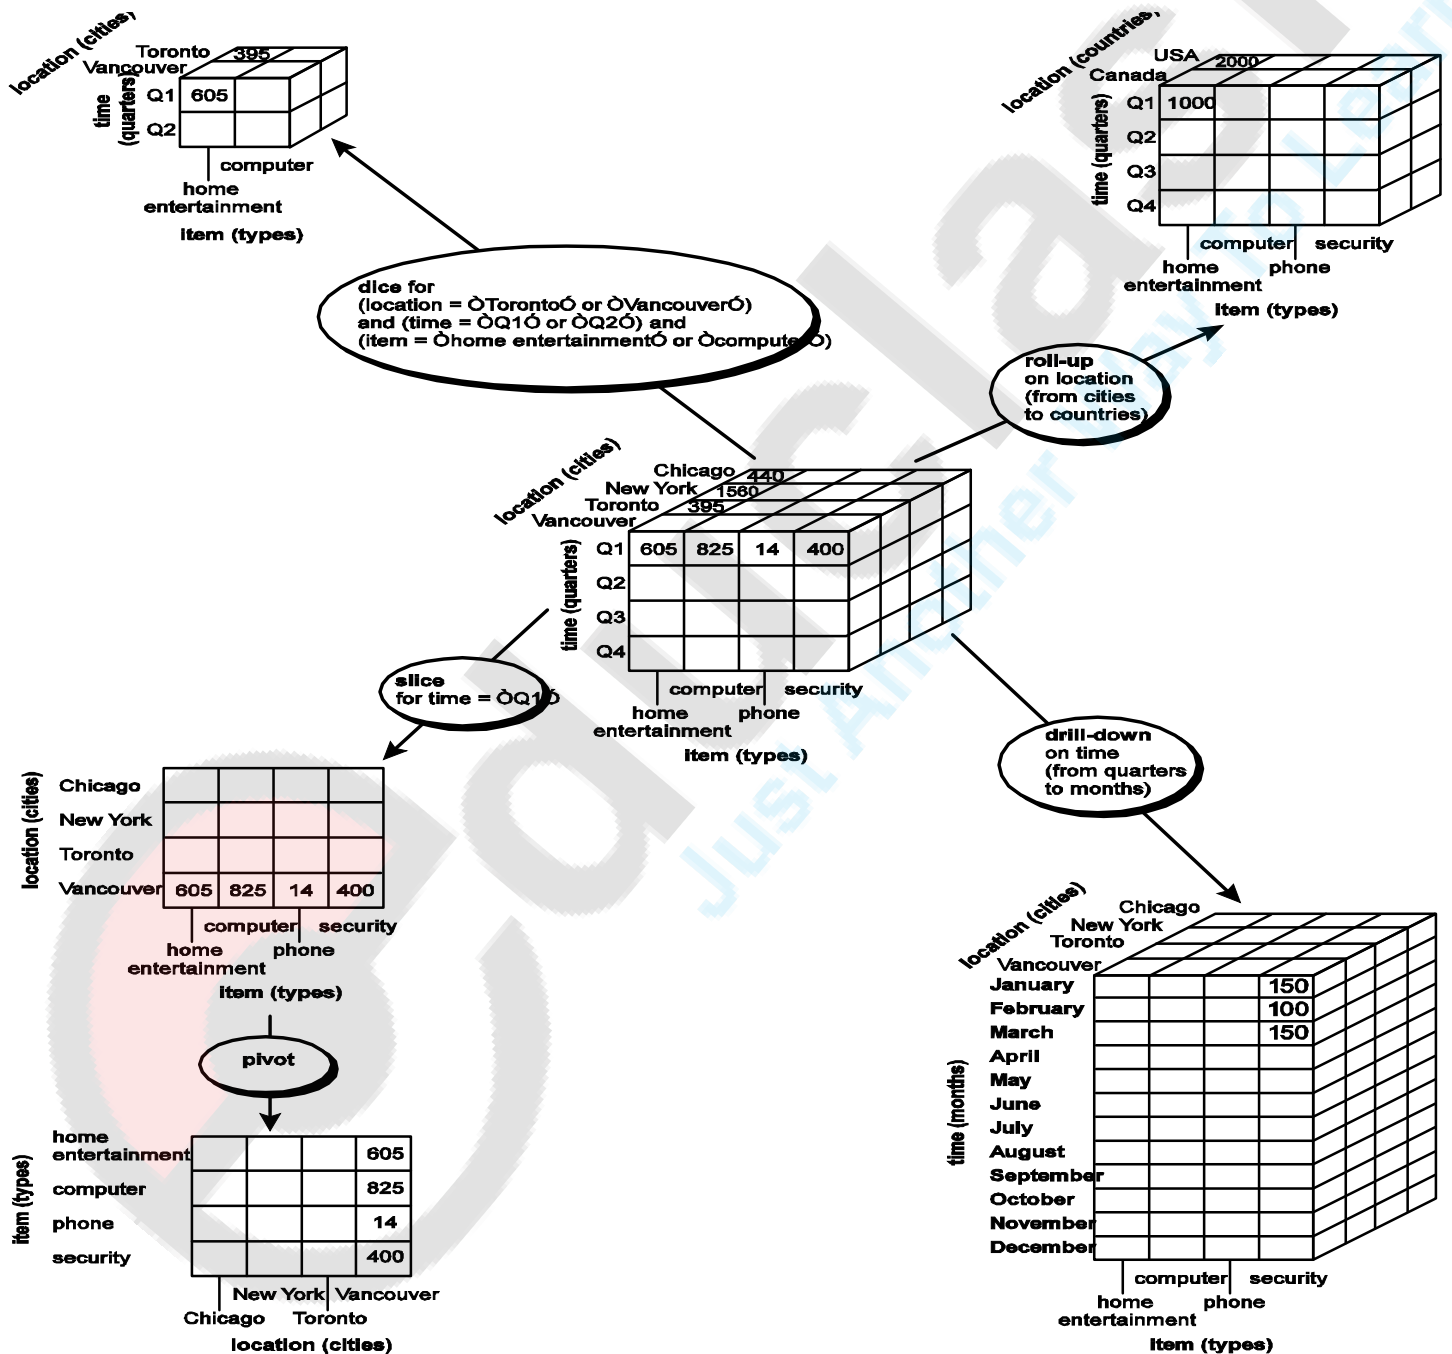 location (cities)
Toronto 395
Vancouver
time (quarters)
Q1 605
Q2
computer
home
entertainment
item (types)
location (countries)
USA 2000
Canada
time (quarters)
Q1 1000
Q2
Q3
Q4
computer security
home phone
entertainment
item (types)
dice for
(location = ÒTorontoÓ or ÒVancouverÓ)
and (time = ÒQ1Ó or ÒQ2Ó) and
(item = Òhome entertainmentÓ or ÒcomputerÓ)
roll-up
on location
(from cities
to countries)
location (cities)
Chicago 440
New York 1560
Toronto 395
Vancouver
time (quarters)
Q1 605 825 14 400
Q2
Q3
Q4
computer security
home phone
entertainment
item (types)
slice
for time = ÒQ1Ó
drill-down
on time
(from quarters
to months)
location (cities)
Chicago
New York
Toronto
Vancouver 605 825 14 400
computer security
home phone
entertainment
item (types)
pivot
item (types)
home
entertainment 605
computer 825
phone 14
security 400
New York Vancouver
Chicago Toronto
location (cities)
location (cities)
Chicago
New York
Toronto
Vancouver
time (months)
January 150
February 100
March 150
April
May
June
July
August
September
October
November
December
computer security
home phone
entertainment
item (types)
educlas
Just Another Way To Lear